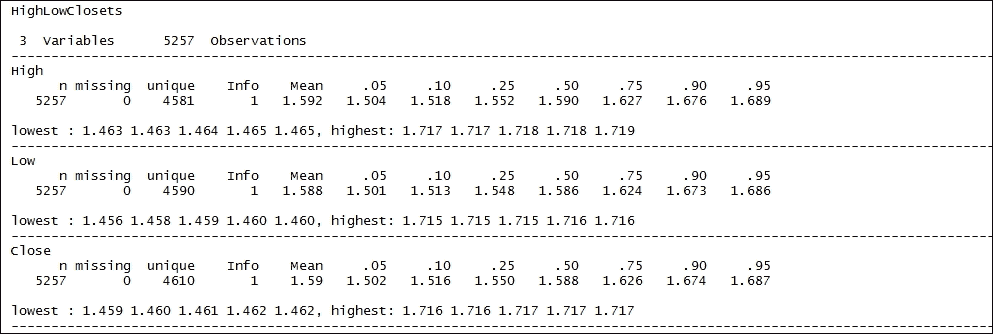 HighLowClosets
3 Variables 5257 Observations
--------------------------------------------------------------------------------
High
n missing unique Info Mean .05 .10 .25 .50 .75 .90 .95
5257 0 4581 1 1.592 1.504 1.518 1.552 1.590 1.627 1.676 1.689
lowest : 1.463 1.463 1.464 1.465 1.465, highest: 1.717 1.717 1.718 1.718 1.719
--------------------------------------------------------------------------------
Low
n missing unique Info Mean .05 .10 .25 .50 .75 .90 .95
5257 0 4590 1 1.588 1.501 1.513 1.548 1.586 1.624 1.673 1.686
lowest : 1.456 1.458 1.459 1.460 1.460, highest: 1.715 1.715 1.715 1.716 1.716
--------------------------------------------------------------------------------
Close
n missing unique Info Mean .05 .10 .25 .50 .75 .90 .95
5257 0 4610 1 1.59 1.502 1.516 1.550 1.588 1.626 1.674 1.687
lowest : 1.459 1.460 1.461 1.462 1.462, highest: 1.716 1.716 1.717 1.717 1.717
--------------------------------------------------------------------------------